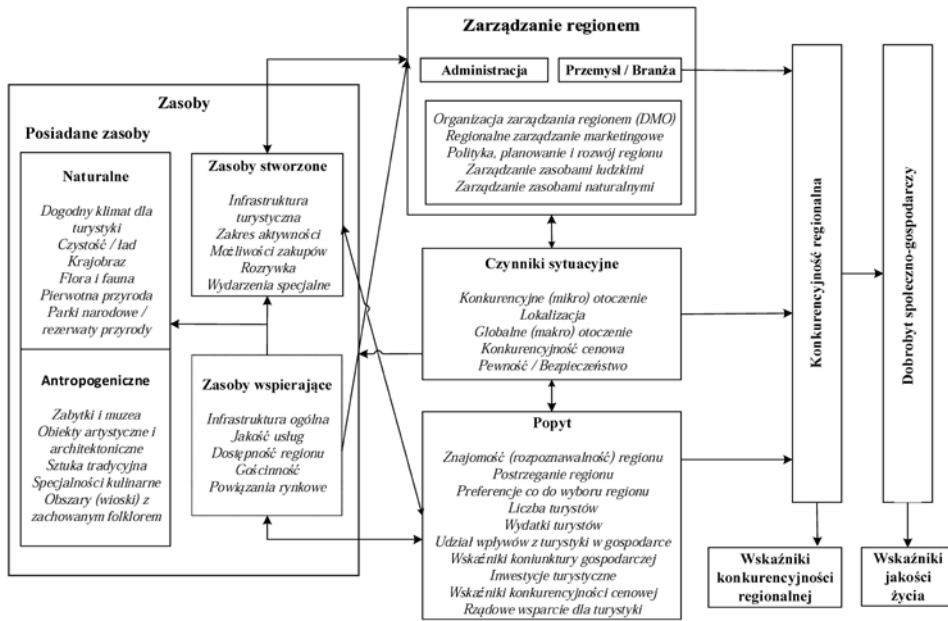 Zasoby
Posiadane zasoby
Naturalne
Dogodny klimat dla
turystyki
Czystość / ład
Krajobraz
Flora i fauna
Pierwotna przyroda
Parki narodowe /
rezerwaty przyrody
Antropogeniczne
Zabytki i muzea
Obiekty artystyczne i
architektoniczne
Sztuka tradycyjna
Specjalności kulinarne
Obszary (wioski) z
zachowanym folklorem
Zasoby stworzone
Infrastruktura
turystyczna
Zakres aktywności
Możliwości zakupów
Rozrywka
Wydarzenia specjalne
Zasoby wspierające
Infrastruktura ogólna
Jakość usług
Dostępność regionu
Gościnność
Powiązania rynkowe
Zarządzanie regionem
Administracja
Przemysł / Branża
Organizacja zarządzania regionem (DMO)
Regionalne zarządzanie marketingowe
Polityka, planowanie i rozwój regionu
Zarządzanie zasobami ludzkimi
Zarządzanie zasobami naturalnymi
Czynniki sytuacyjne
Konkurencyjne (mikro) otoczenie
Lokalizacja
Globalne (makro) otoczenie
Konkurencyjność cenowa
Pewność / Bezpieczeństwo
Popyt
Znajomość (rozpoznawalność) regionu
Postrzeganie regionu
Preferencje co do wyboru regionu
Liczba turystów
Wydatki turystów
Udział wpływów z turystyki w gospodarce
Wskaźniki koniunktury gospodarczej
Inwestycje turystyczne
Wskaźniki konkurencyjności cenowej
Rządowe wsparcie dla turystyki
Konkurencyjność regionalna
Wskaźniki
konkurencyjności
regionalnej
Dobrobyt społeczno-gospodarczy
Wskaźniki
jakości
życia